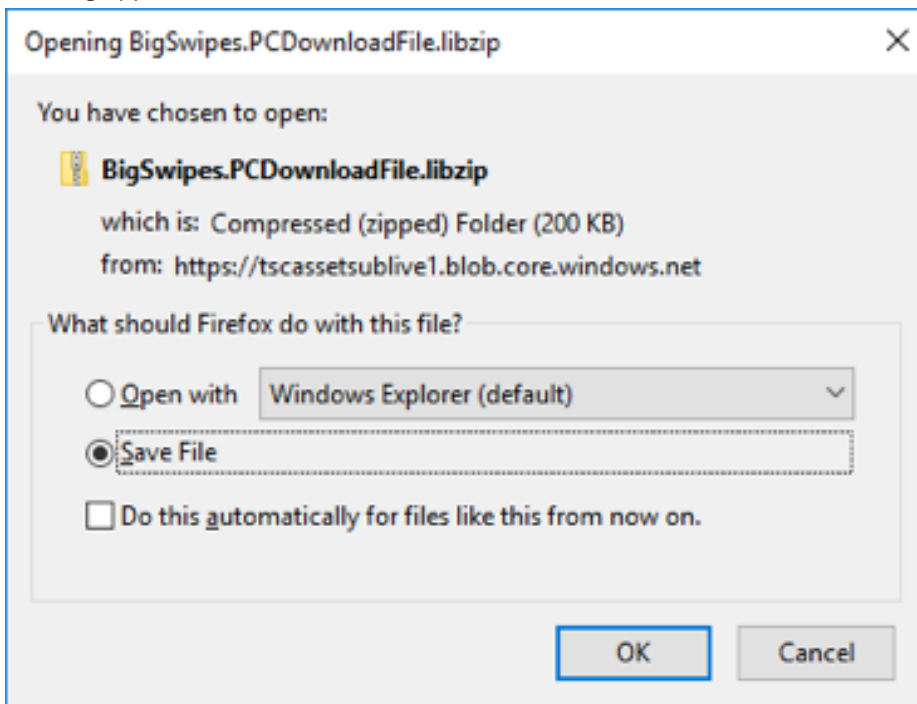 Opening BigSwipes.PCDownloadFile.libzip
You have chosen to open:
BigSwipes.PCDownloadFile.libzip
which is: Compressed (zipped) Folder (200 KB)
from: https://tscassetsublive1.blob.core.windows.net
What should Firefox do with this file?
Open with Windows Explorer (default)
Save File
Do this automatically for files like this from now on.
OK Cancel